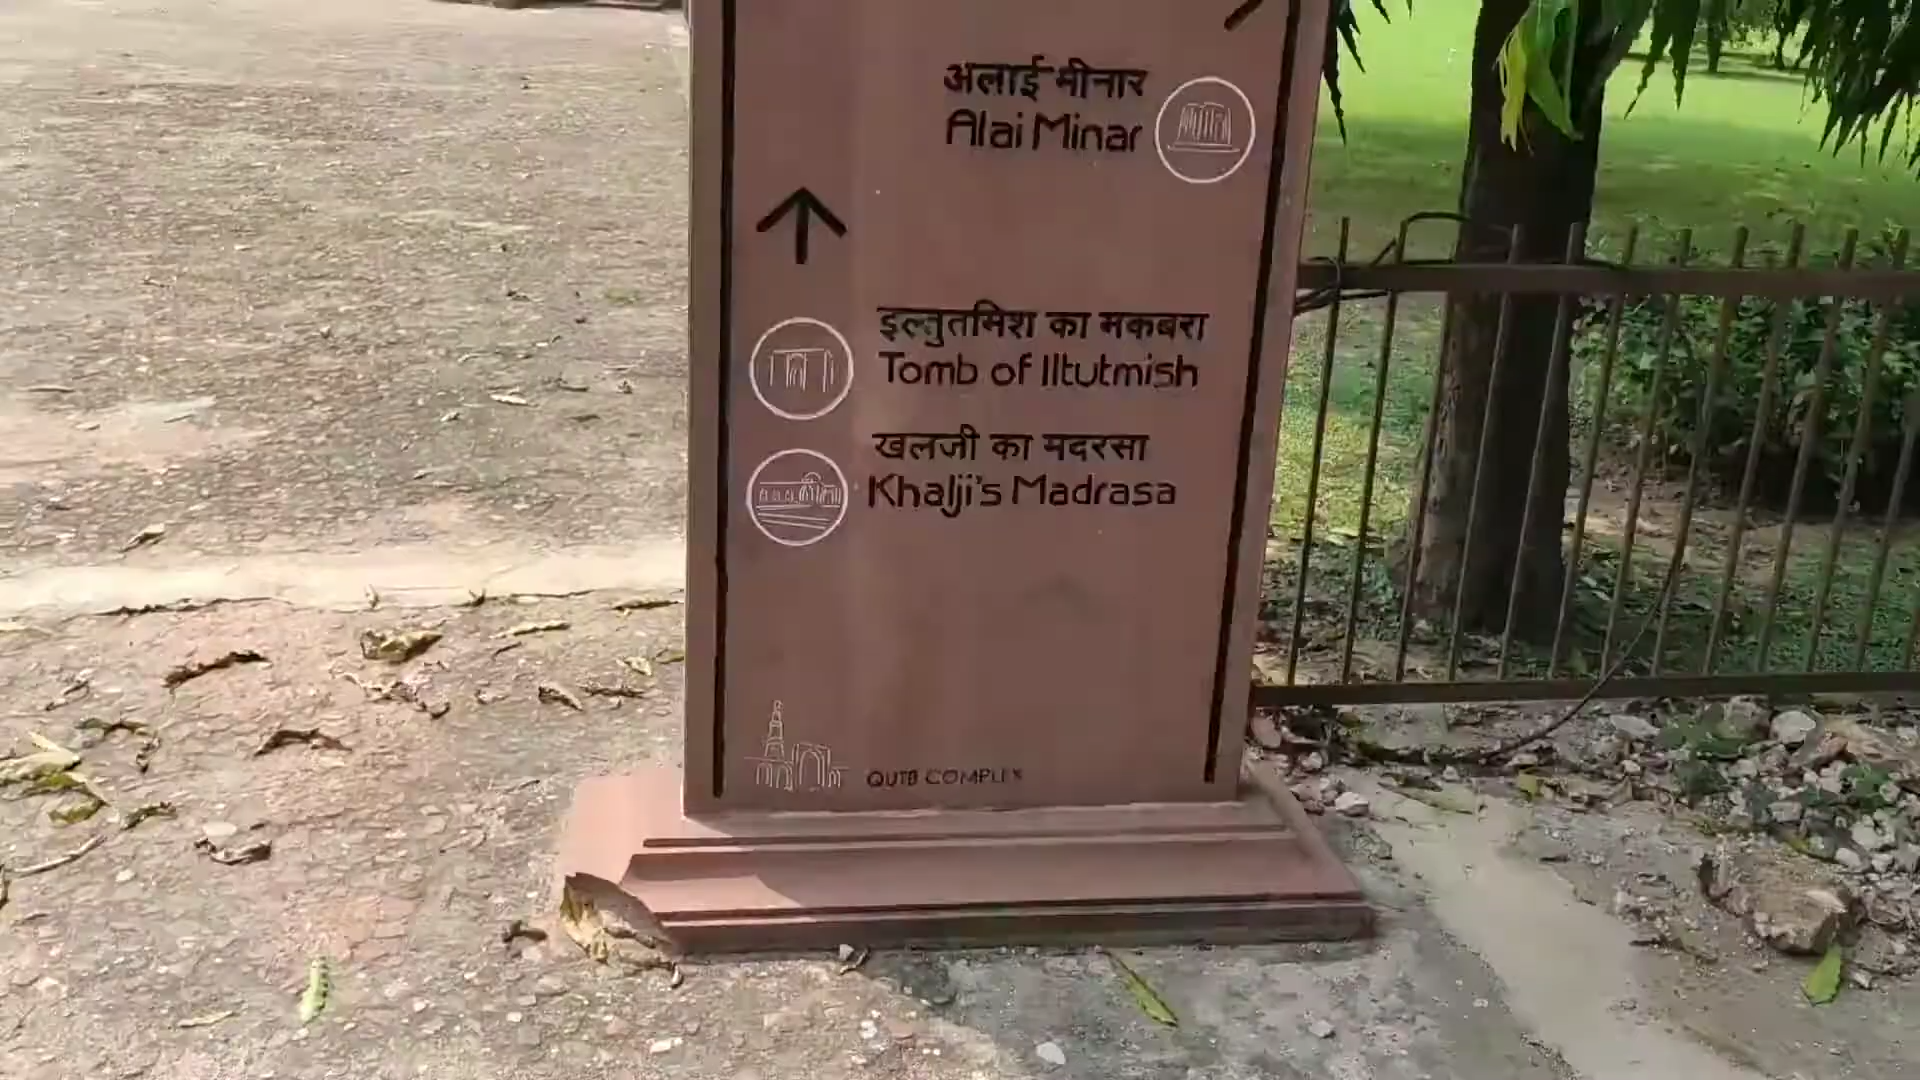 अलाई मीनार
Alai Minar
इल्तुतमिश का मकबरा
Tomb of Iltutmish
खलजी का मदरसा
Khalji's Madrasa
QUTB COMPLEX